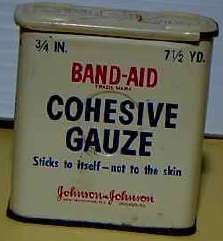 3/4 IN. 7 1/2 YD.
BAND-AID
TRADE MARK
COHESIVE
GAUZE
Sticks to itself—not to the skin
Johnson & Johnson